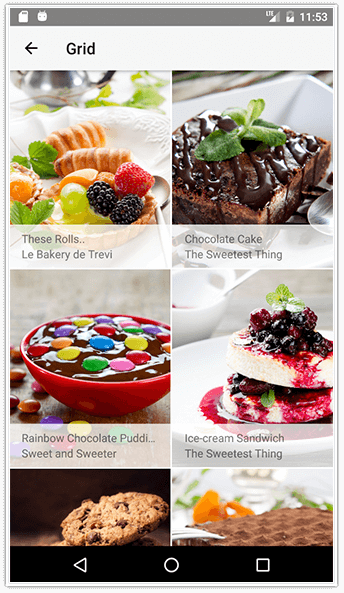 LTE 11:53
Grid
These Rolls..
Le Bakery de Trevi
Chocolate Cake
The Sweetest Thing
Rainbow Chocolate Puddi...
Sweet and Sweeter
Ice-cream Sandwich
The Sweetest Thing